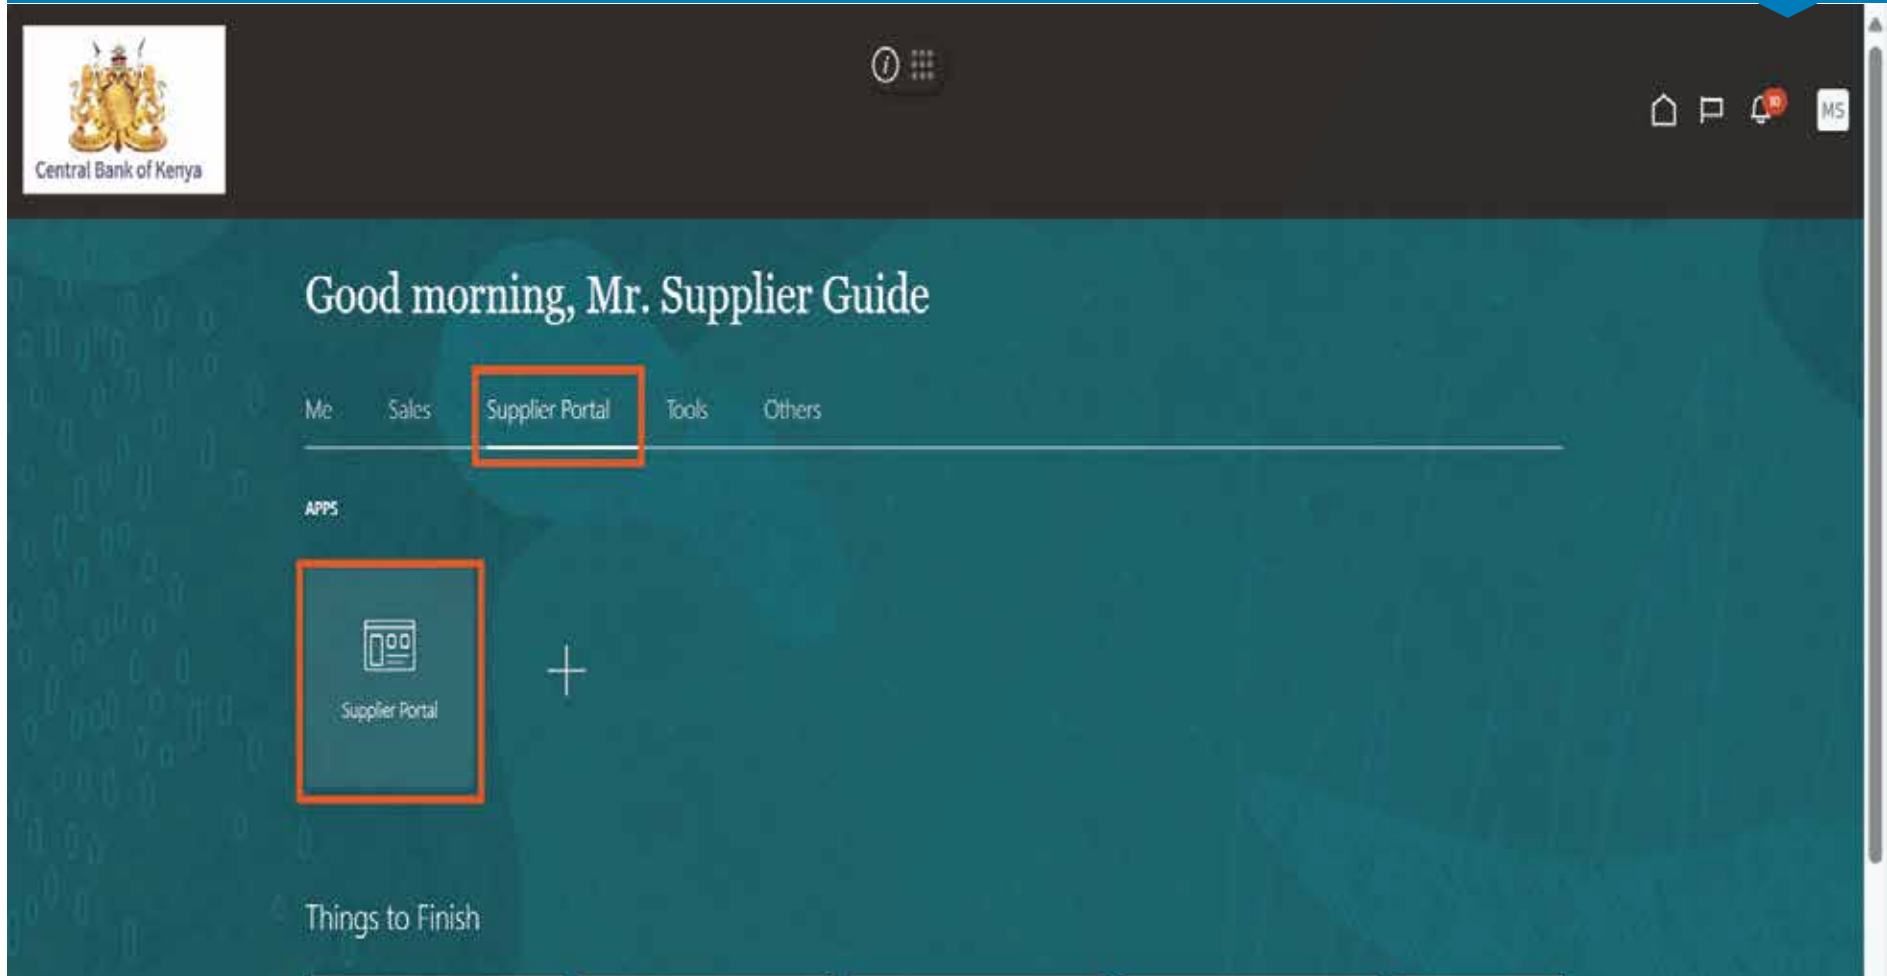 Central Bank of Kenya
10
MS
Good morning, Mr. Supplier Guide
Me Sales Supplier Portal Tools Others
APPS
Supplier Portal
Things to Finish